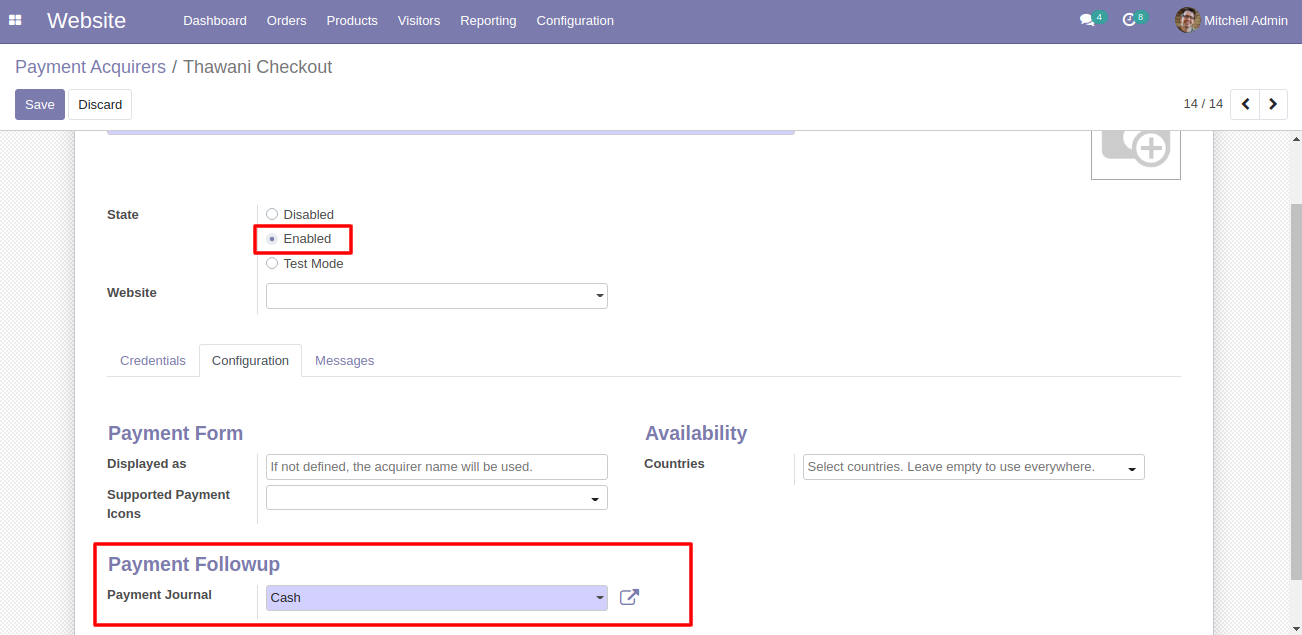 Website Dashboard Orders Products Visitors Reporting Configuration 4 8 Mitchell Admin
Payment Acquirers / Thawani Checkout
Save Discard 14 / 14
State Disabled
Enabled
Test Mode
Website
Credentials Configuration Messages
Payment Form
Displayed as If not defined, the acquirer name will be used.
Supported Payment
Icons
Availability
Countries Select countries. Leave empty to use everywhere.
Payment Followup
Payment Journal Cash